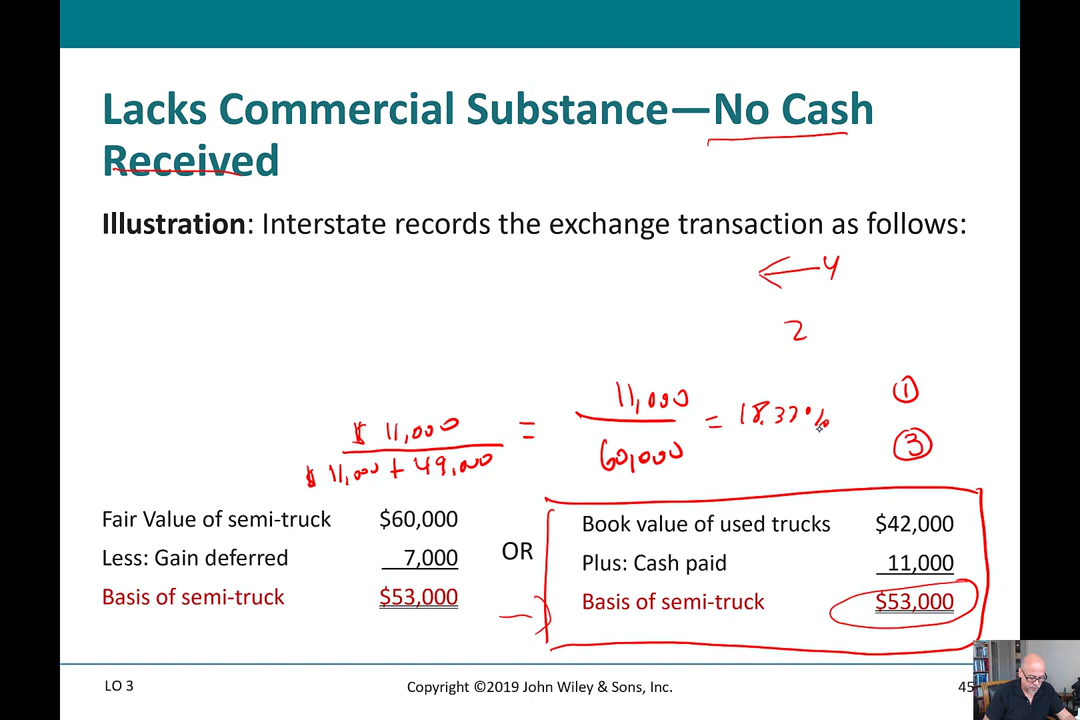 Lacks Commercial Substance—No Cash
Received
Illustration: Interstate records the exchange transaction as follows:
4
2
$ 11,000
$ 11,000 + 49,000
=
11,000
60,000
= 18.33%
1
3
Fair Value of semi-truck $60,000
Less: Gain deferred 7,000
Basis of semi-truck $53,000
OR
Book value of used trucks $42,000
Plus: Cash paid 11,000
Basis of semi-truck $53,000
LO 3
Copyright ©2019 John Wiley & Sons, Inc.
45